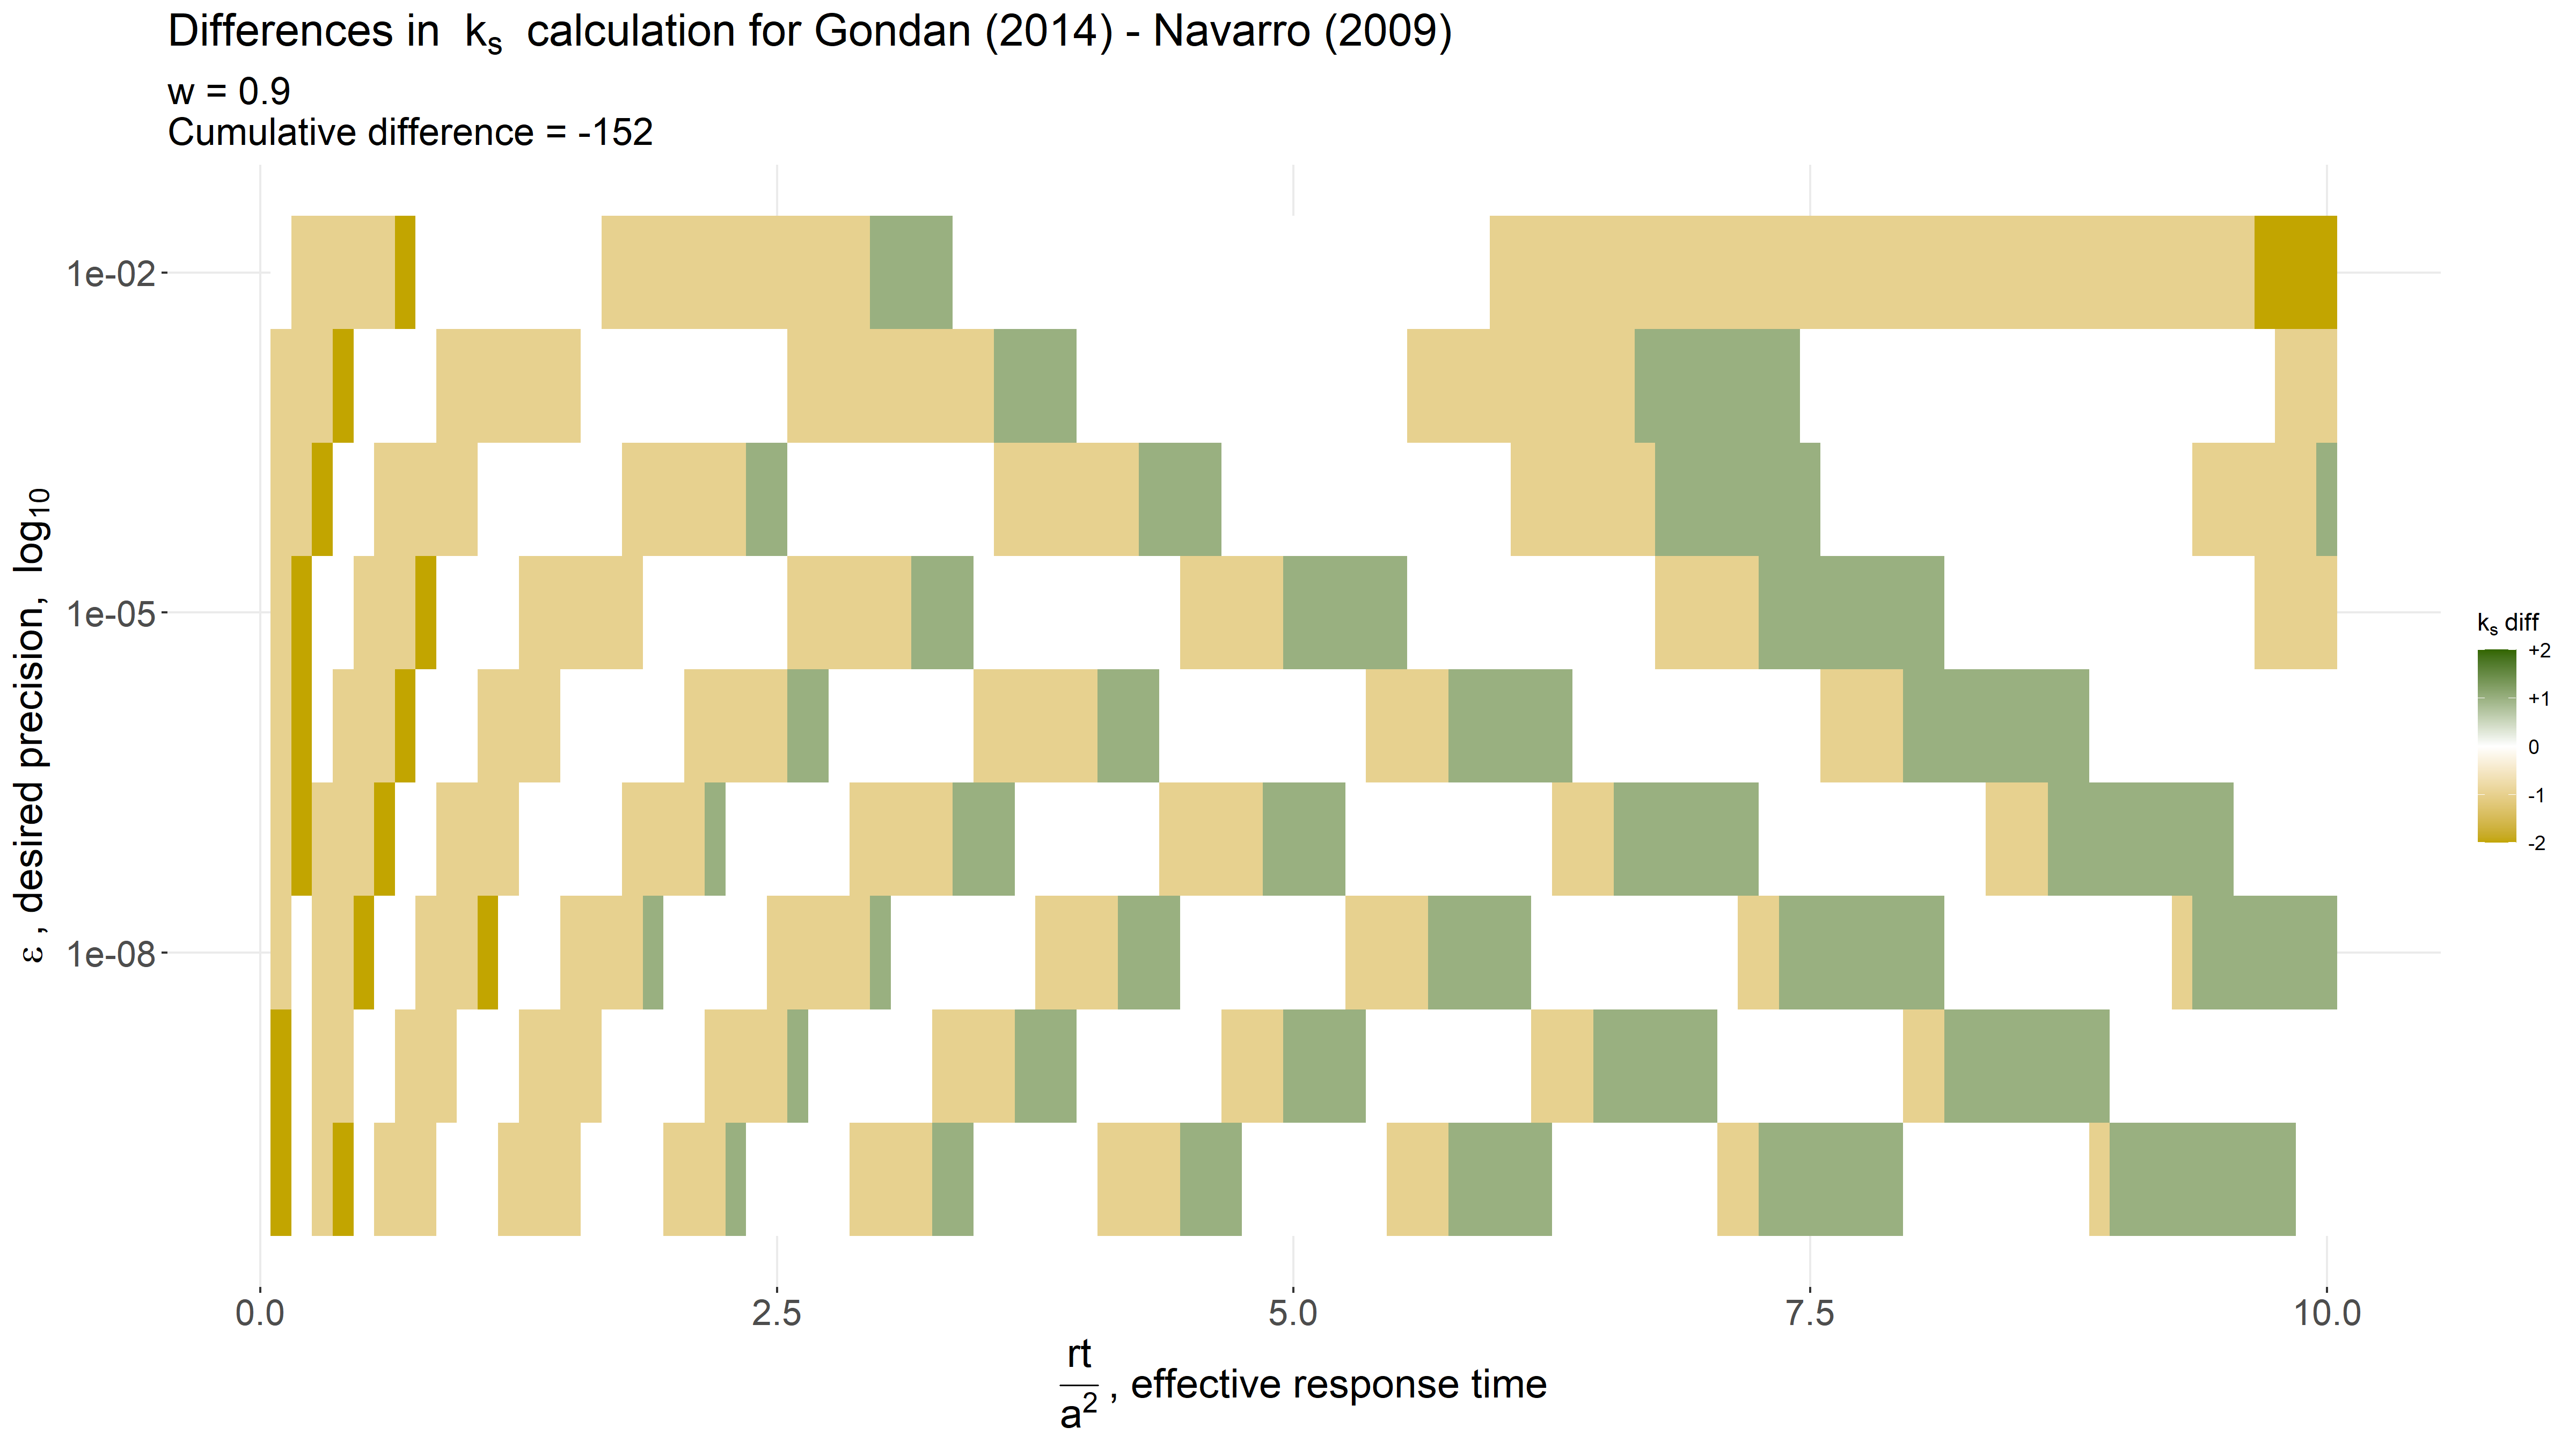 Differences in kₛ calculation for Gondan (2014) - Navarro (2009)
w = 0.9
Cumulative difference = -152
ε , desired precision, log₁₀
1e-02
1e-05
1e-08
0.0 2.5 5.0 7.5 10.0
rt
a² , effective response time
kₛ diff
+2
+1
0
-1
-2